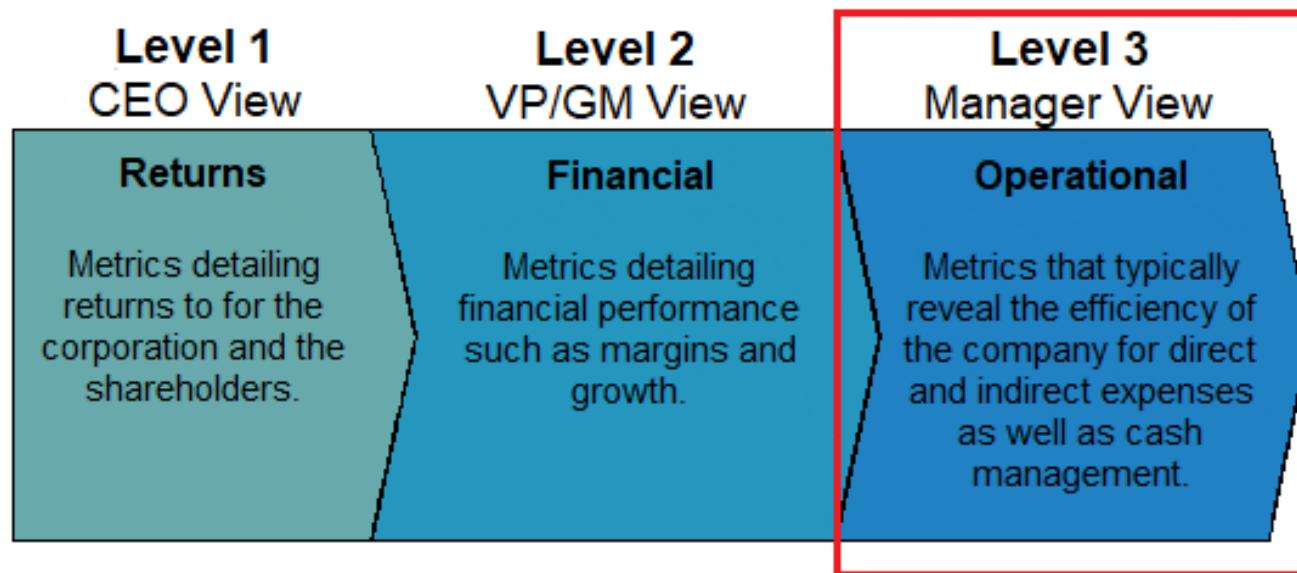 Level 1
CEO View
Returns
Metrics detailing
returns to for the
corporation and the
shareholders.
Level 2
VP/GM View
Financial
Metrics detailing
financial performance
such as margins and
growth.
Level 3
Manager View
Operational
Metrics that typically
reveal the efficiency of
the company for direct
and indirect expenses
as well as cash
management.